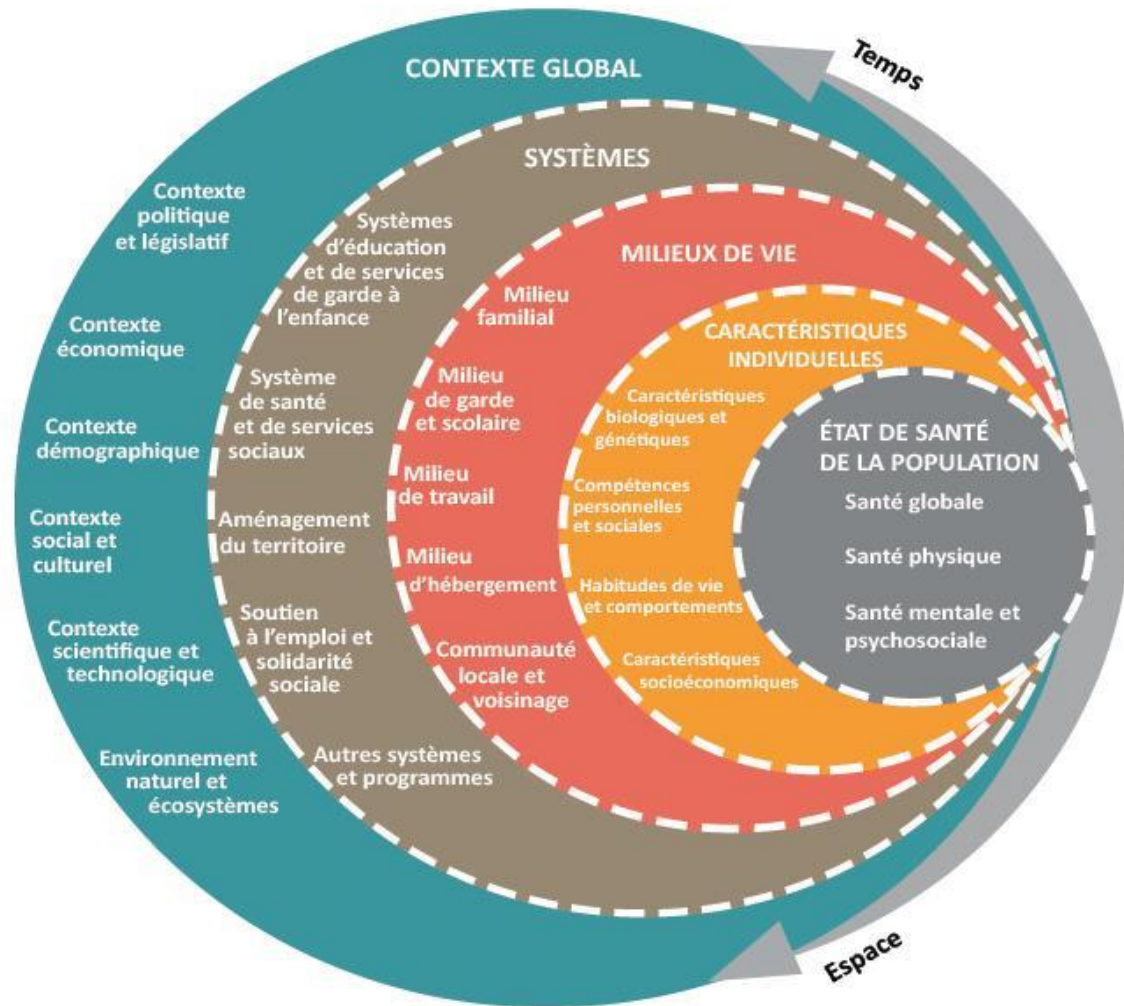 CONTEXTE GLOBAL
Temps
Contexte
politique
et législatif
Contexte
économique
Contexte
démographique
Contexte
social et
culturel
Contexte
scientifique et
technologique
Environnement
naturel et
écosystèmes
SYSTÈMES
Systèmes
d'éducation
et de services
de garde à
l'enfance
Système
de santé
et de services
sociaux
Aménagement
du territoire
Soutien
à l'emploi et
solidarité
sociale
Autres systèmes
et programmes
MILIEUX DE VIE
Milieu
familial
Milieu
de garde
et scolaire
Milieu
de travail
Milieu
d'hébergement
Communauté
locale et
voisinage
CARACTÉRISTIQUES
INDIVIDUELLES
Caractéristiques
biologiques et
génétiques
Compétences
personnelles
et sociales
Habitudes de vie
et comportements
Caractéristiques
socioéconomiques
ÉTAT DE SANTÉ
DE LA POPULATION
Santé globale
Santé physique
Santé mentale et
psychosociale
Espace